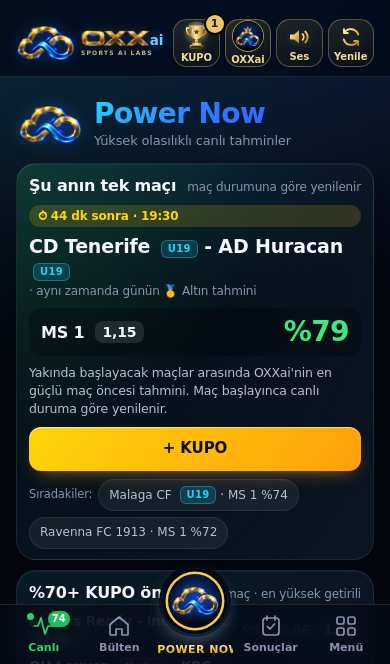 OXX ai
SPORTS AI LABS
1
KUPO
OXXai
Ses
Yenile
Power Now
Yüksek olasılıklı canlı tahminler
Şu anın tek maçı maç durumuna göre yenilenir
⏱ 44 dk sonra · 19:30
CD Tenerife U19 - AD Huracan
U19
· aynı zamanda günün 🏅 Altın tahmini
MS 1 1,15 %79
Yakında başlayacak maçlar arasında OXXai'nin en
güçlü maç öncesi tahmini. Maç başlayınca canlı
duruma göre yenilenir.
+ KUPO
Sıradakiler: Malaga CF U19 · MS 1 %74
Ravenna FC 1913 · MS 1 %72
%70+ KUPO ön maç · en yüksek getirili
74
Canlı
Bülten
POWER NOW
Sonuçlar
Menü